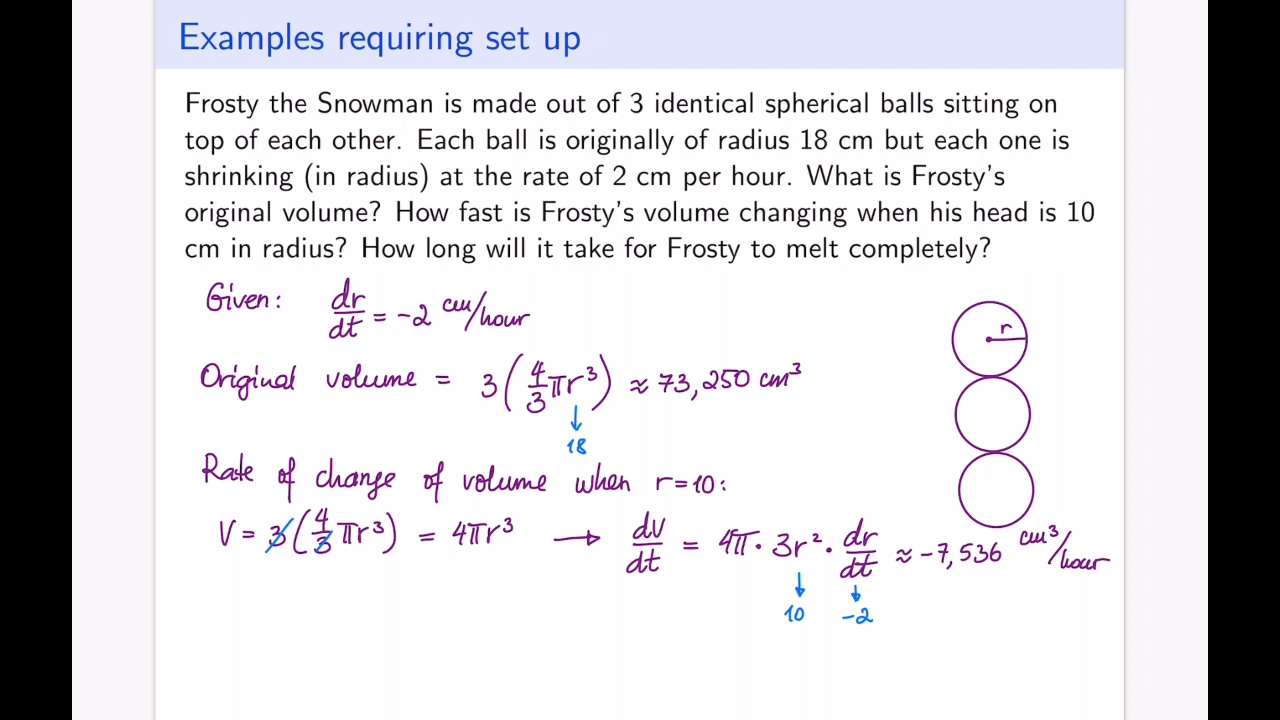 Examples requiring set up
Frosty the Snowman is made out of 3 identical spherical balls sitting on
top of each other. Each ball is originally of radius 18 cm but each one is
shrinking (in radius) at the rate of 2 cm per hour. What is Frosty's
original volume? How fast is Frosty's volume changing when his head is 10
cm in radius? How long will it take for Frosty to melt completely?
Given: dr/dt = -2 cm/hour
r
Original volume = 3(4/3 πr³) ≈ 73,250 cm³
↓
18
Rate of change of volume when r=10:
V = 3(4/3 πr³) = 4πr³ → dV/dt = 4π · 3r² · dr/dt ≈ -7,536 cm³/hour
↓ ↓
10 -2